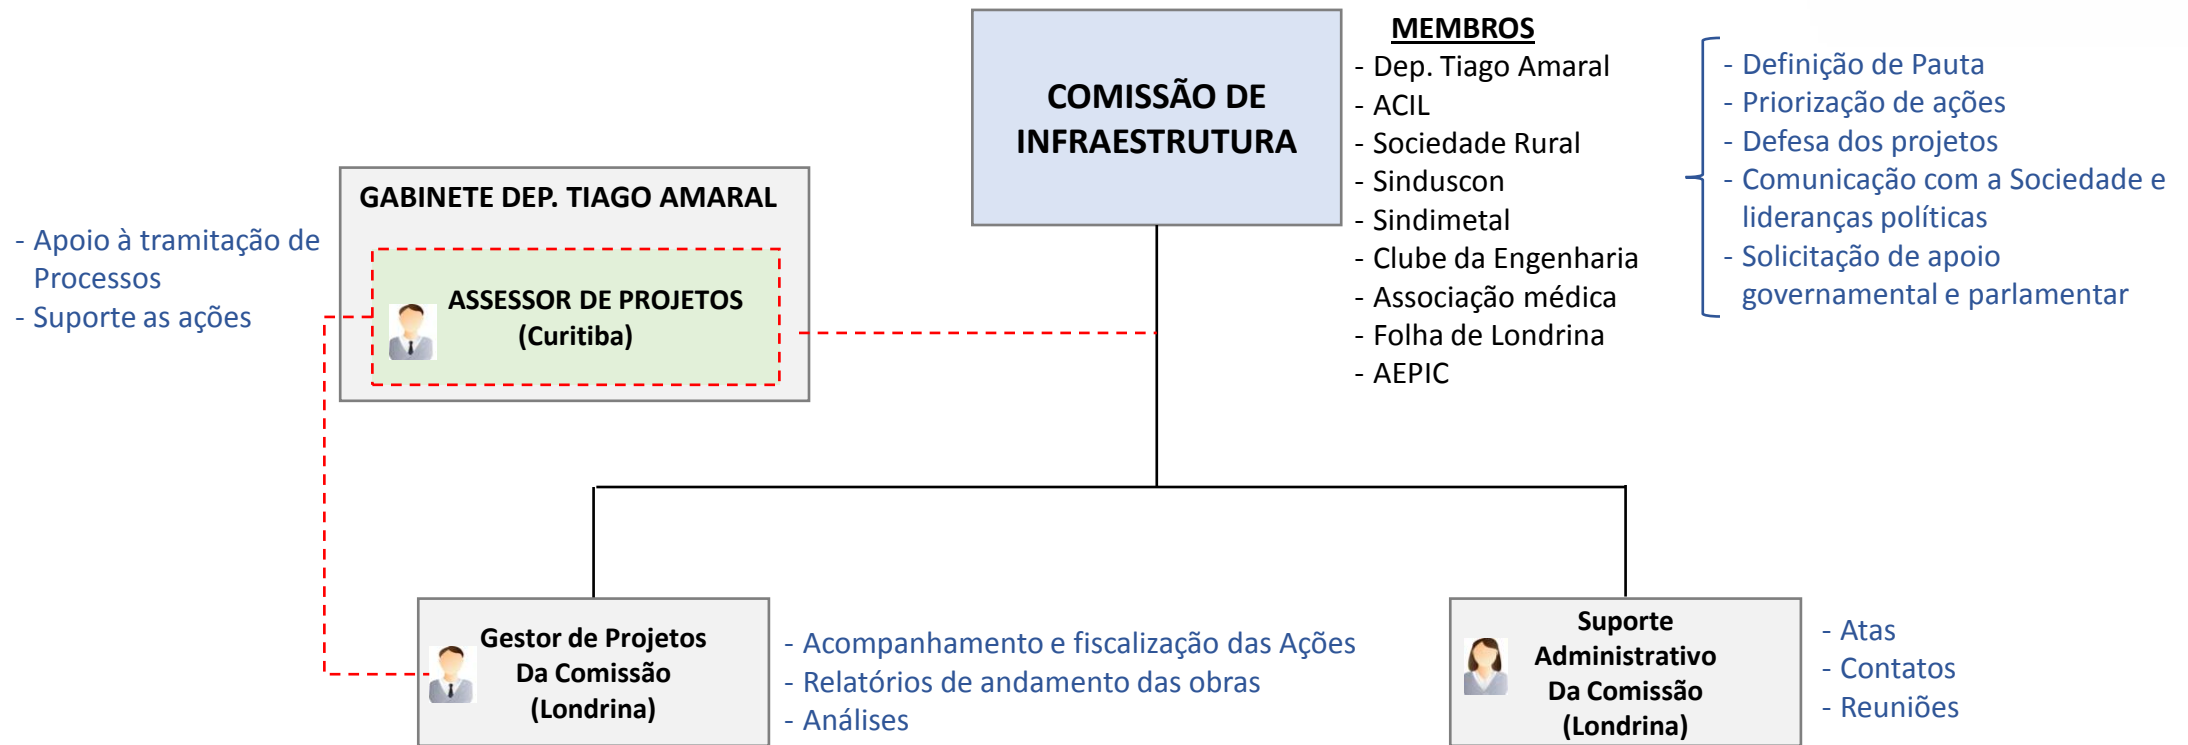 COMISSÃO DE
INFRAESTRUTURA
MEMBROS
- Dep. Tiago Amaral
- ACIL
- Sociedade Rural
- Sinduscon
- Sindimetal
- Clube da Engenharia
- Associação médica
- Folha de Londrina
- AEPIC
- Definição de Pauta
- Priorização de ações
- Defesa dos projetos
- Comunicação com a Sociedade e
lideranças políticas
- Solicitação de apoio
governamental e parlamentar
GABINETE DEP. TIAGO AMARAL
ASSESSOR DE PROJETOS
(Curitiba)
- Apoio à tramitação de
Processos
- Suporte as ações
Gestor de Projetos
Da Comissão
(Londrina)
- Acompanhamento e fiscalização das Ações
- Relatórios de andamento das obras
- Análises
Suporte
Administrativo
Da Comissão
(Londrina)
- Atas
- Contatos
- Reuniões